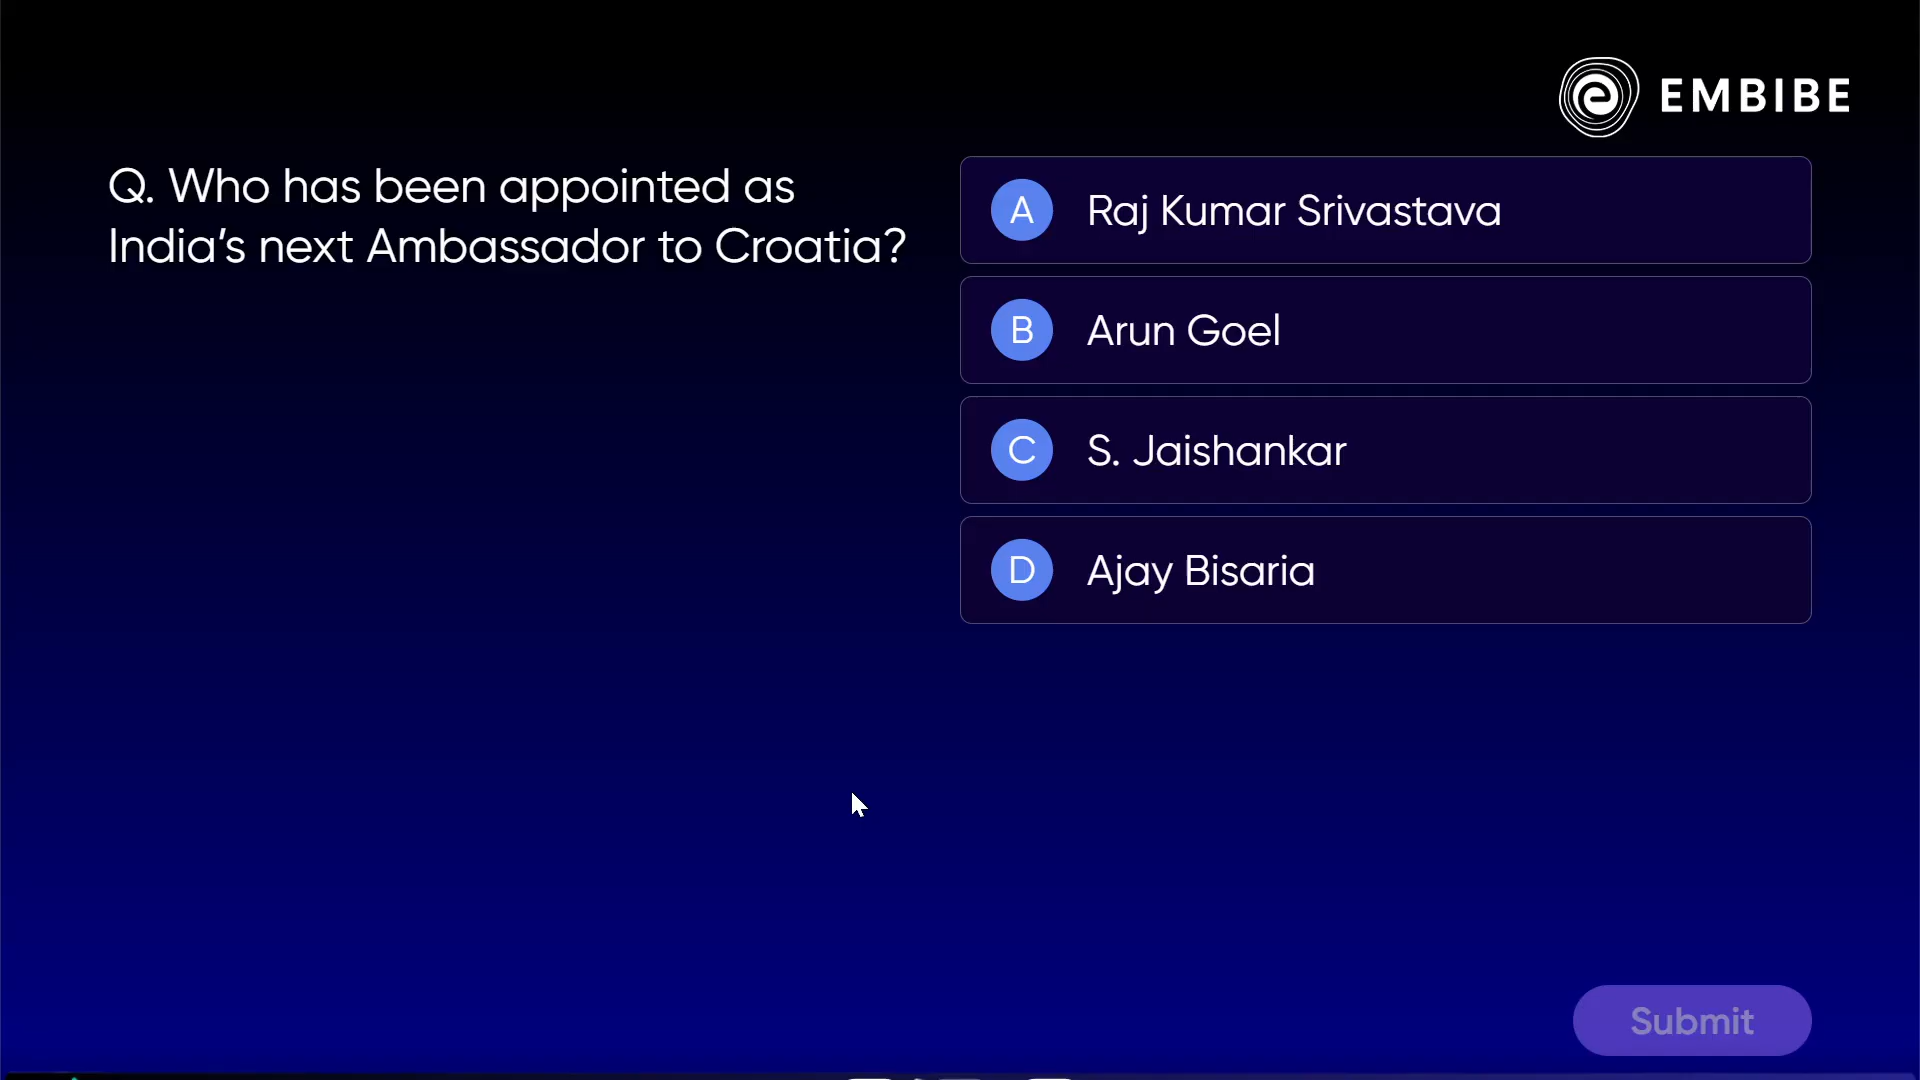 EMBIBE
Q. Who has been appointed as
India’s next Ambassador to Croatia?
A Raj Kumar Srivastava
B Arun Goel
C S. Jaishankar
D Ajay Bisaria
Submit